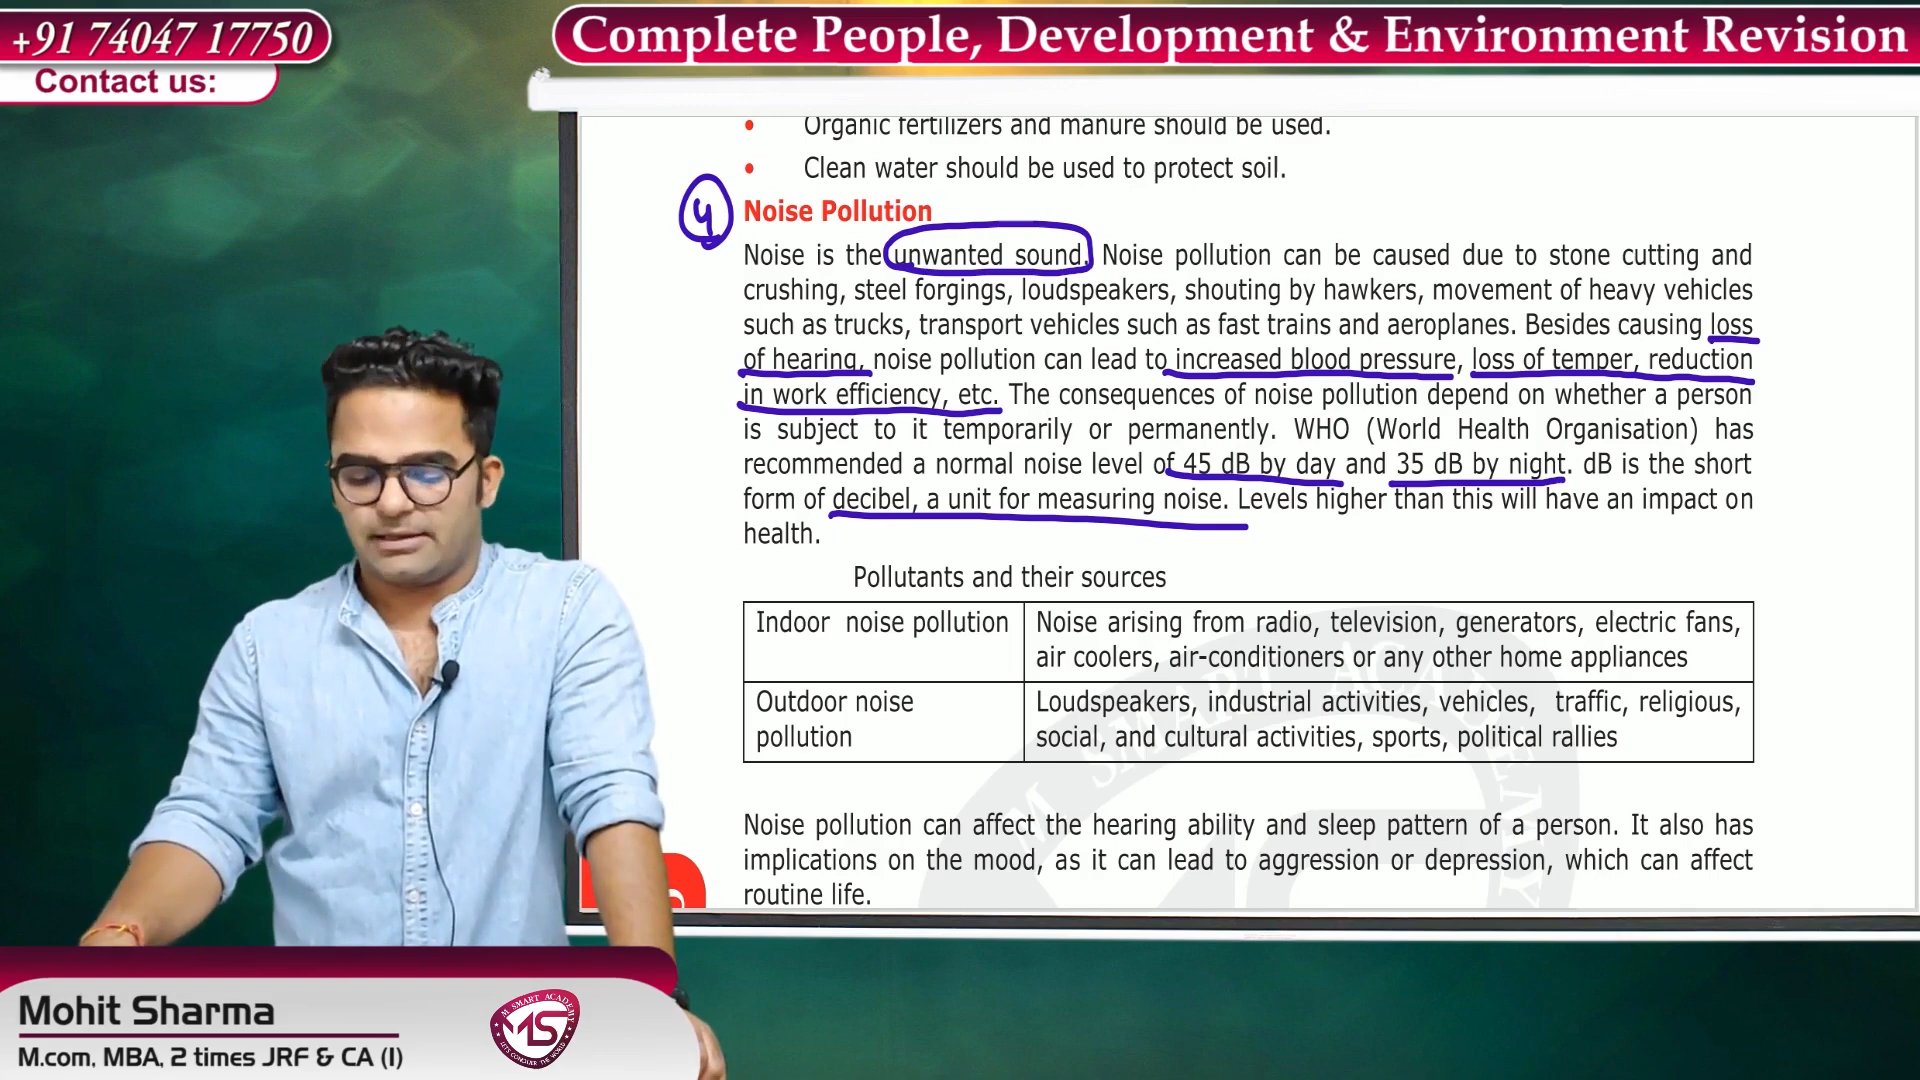 +91 74047 17750
Contact us:
Complete People, Development & Environment Revision
• Organic fertilizers and manure should be used.
• Clean water should be used to protect soil.
4
Noise Pollution
Noise is the unwanted sound. Noise pollution can be caused due to stone cutting and
crushing, steel forgings, loudspeakers, shouting by hawkers, movement of heavy vehicles
such as trucks, transport vehicles such as fast trains and aeroplanes. Besides causing loss
of hearing, noise pollution can lead to increased blood pressure, loss of temper, reduction
in work efficiency, etc. The consequences of noise pollution depend on whether a person
is subject to it temporarily or permanently. WHO (World Health Organisation) has
recommended a normal noise level of 45 dB by day and 35 dB by night. dB is the short
form of decibel, a unit for measuring noise. Levels higher than this will have an impact on
health.
Pollutants and their sources
Indoor noise pollution
Noise arising from radio, television, generators, electric fans,
air coolers, air-conditioners or any other home appliances
Outdoor noise
pollution
Loudspeakers, industrial activities, vehicles, traffic, religious,
social, and cultural activities, sports, political rallies
Noise pollution can affect the hearing ability and sleep pattern of a person. It also has
implications on the mood, as it can lead to aggression or depression, which can affect
routine life.
M SMART ACADEMY
Mohit Sharma
M.com, MBA, 2 times JRF & CA (I)
M SMART ACADEMY
MS
LETS CONQUER THE WORLD